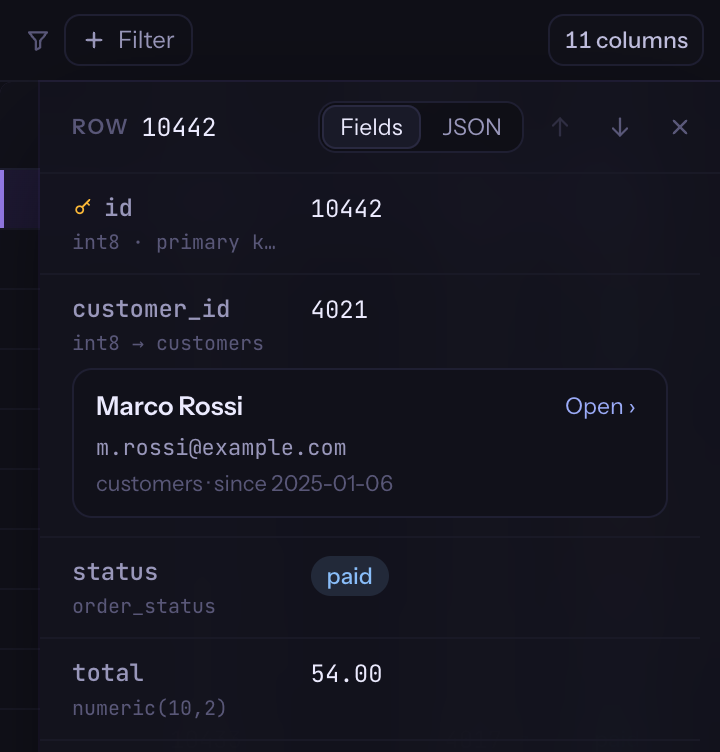 + Filter
11 columns
ROW 10442
Fields
JSON
id
10442
int8 · primary k…
customer_id
4021
int8 → customers
Marco Rossi
Open ›
m.rossi@example.com
customers · since 2025-01-06
status
paid
order_status
total
54.00
numeric(10,2)